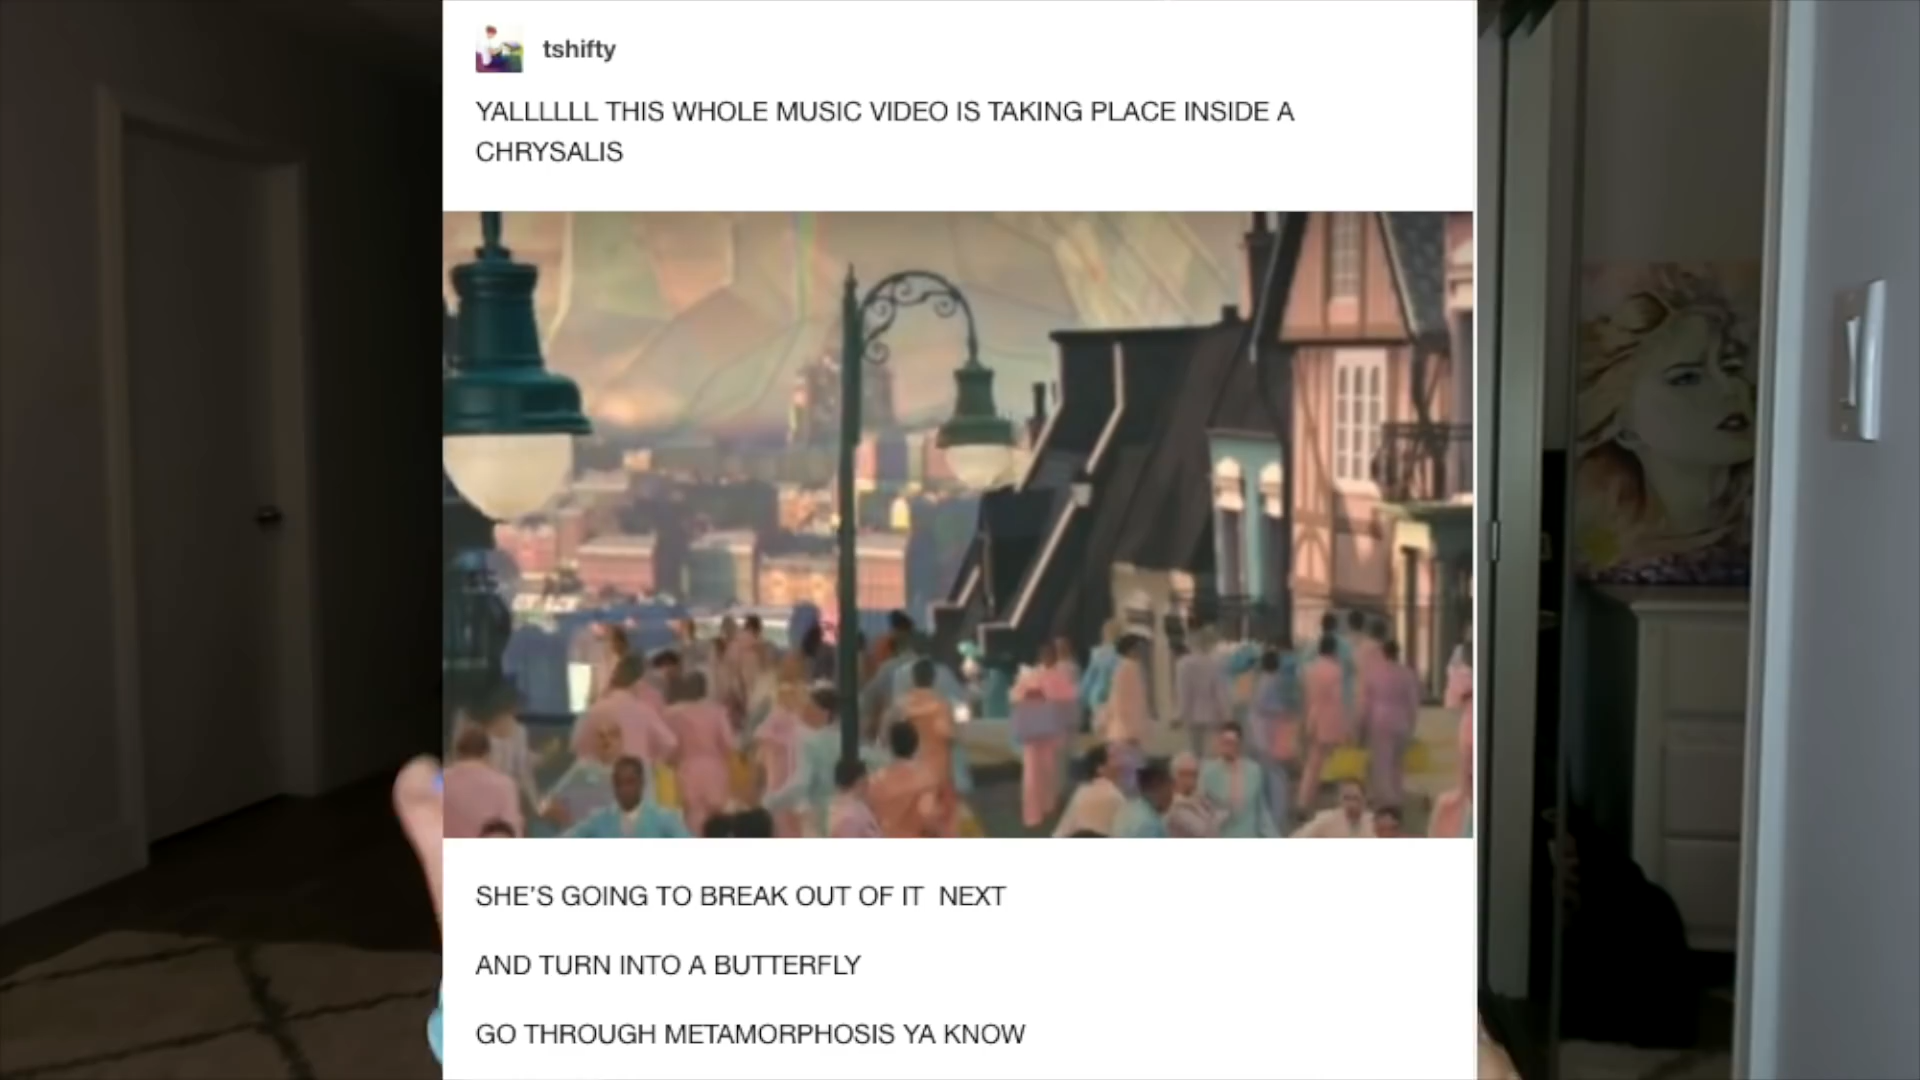 tshifty
YALLLLLL THIS WHOLE MUSIC VIDEO IS TAKING PLACE INSIDE A
CHRYSALIS
SHE'S GOING TO BREAK OUT OF IT  NEXT
AND TURN INTO A BUTTERFLY
GO THROUGH METAMORPHOSIS YA KNOW